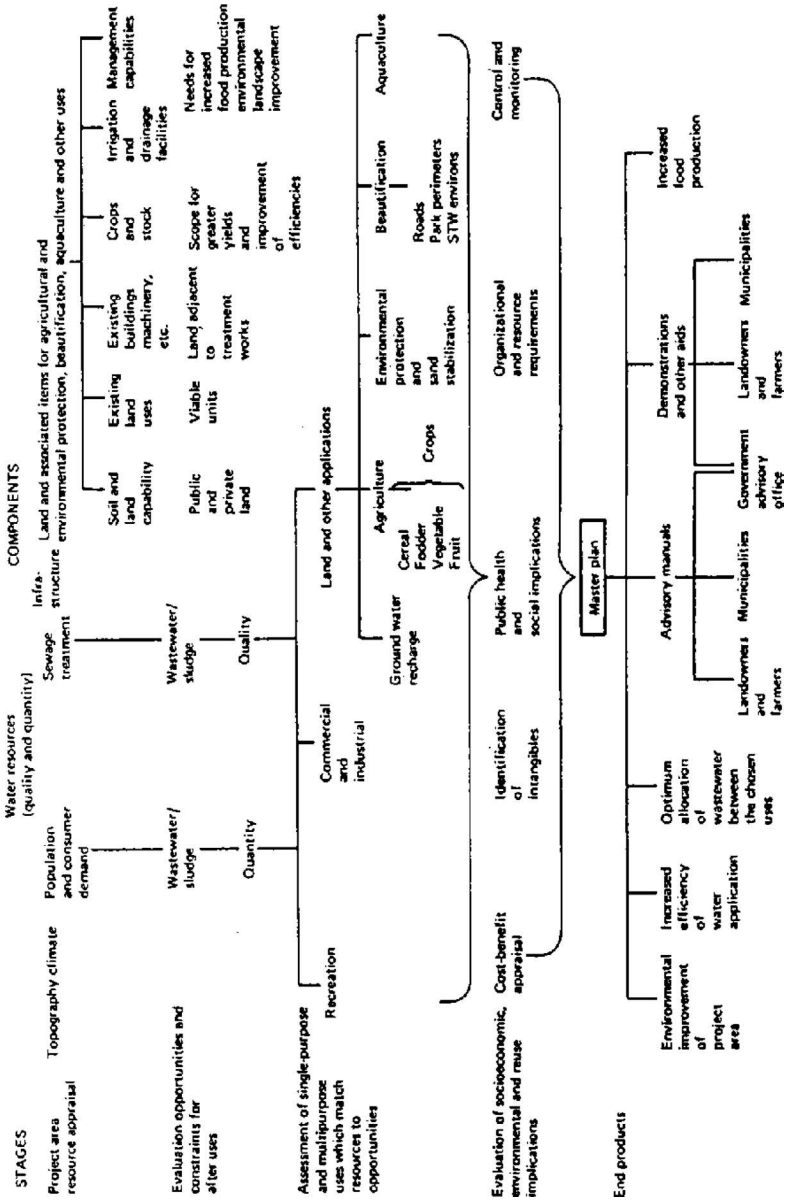 STAGES
COMPONENTS
Project area
resource appraisal
Topography climate
Water resources
(quality and quantity)
Population
and consumer
demand
Sewage
treatment
Infra-
structure
Land and associated items for agricultural and
environmental protection, beautification, aquaculture and other uses
Soil and
land
capability
Existing
land
uses
Existing
buildings
machinery,
etc.
Crops
and
stock
Irrigation
and
drainage
facilities
Management
capabilities
Evaluation opportunities and
constraints for
after uses
Wastewater/
sludge
Wastewater/
sludge
Public
and
private
land
Viable
units
Land adjacent
to
treatment
works
Scope for
greater
yields
and
improvement
of
efficiencies
Needs for
increased
food production
environmental
landscape
improvement
Quantity
Quality
Assessment of single-purpose
and multipurpose
uses which match
resources to
opportunities
Recreation
Commercial
and
industrial
Land and other applications
Ground water
recharge
Agriculture
Cereal
Fodder
Vegetable
Fruit
Crops
Environmental
protection
and
sand
stabilization
Beautification
Roads
Park perimeters
STW environs
Aquaculture
Evaluation of socioeconomic,
environmental and reuse
implications
Cost-benefit
appraisal
Identification
of
intangibles
Public health
and
social implications
Organizational
and resource
requirements
Control and
monitoring
Master plan
End products
Environmental
improvement
of
project
area
Increased
efficiency
of
water
application
Optimum
allocation
of
wastewater
between
the chosen
uses
Advisory manuals
Landowners
and
farmers
Municipalities
Government
advisory
office
Demonstrations
and other aids
Landowners
and
farmers
Municipalities
Increased
food
production